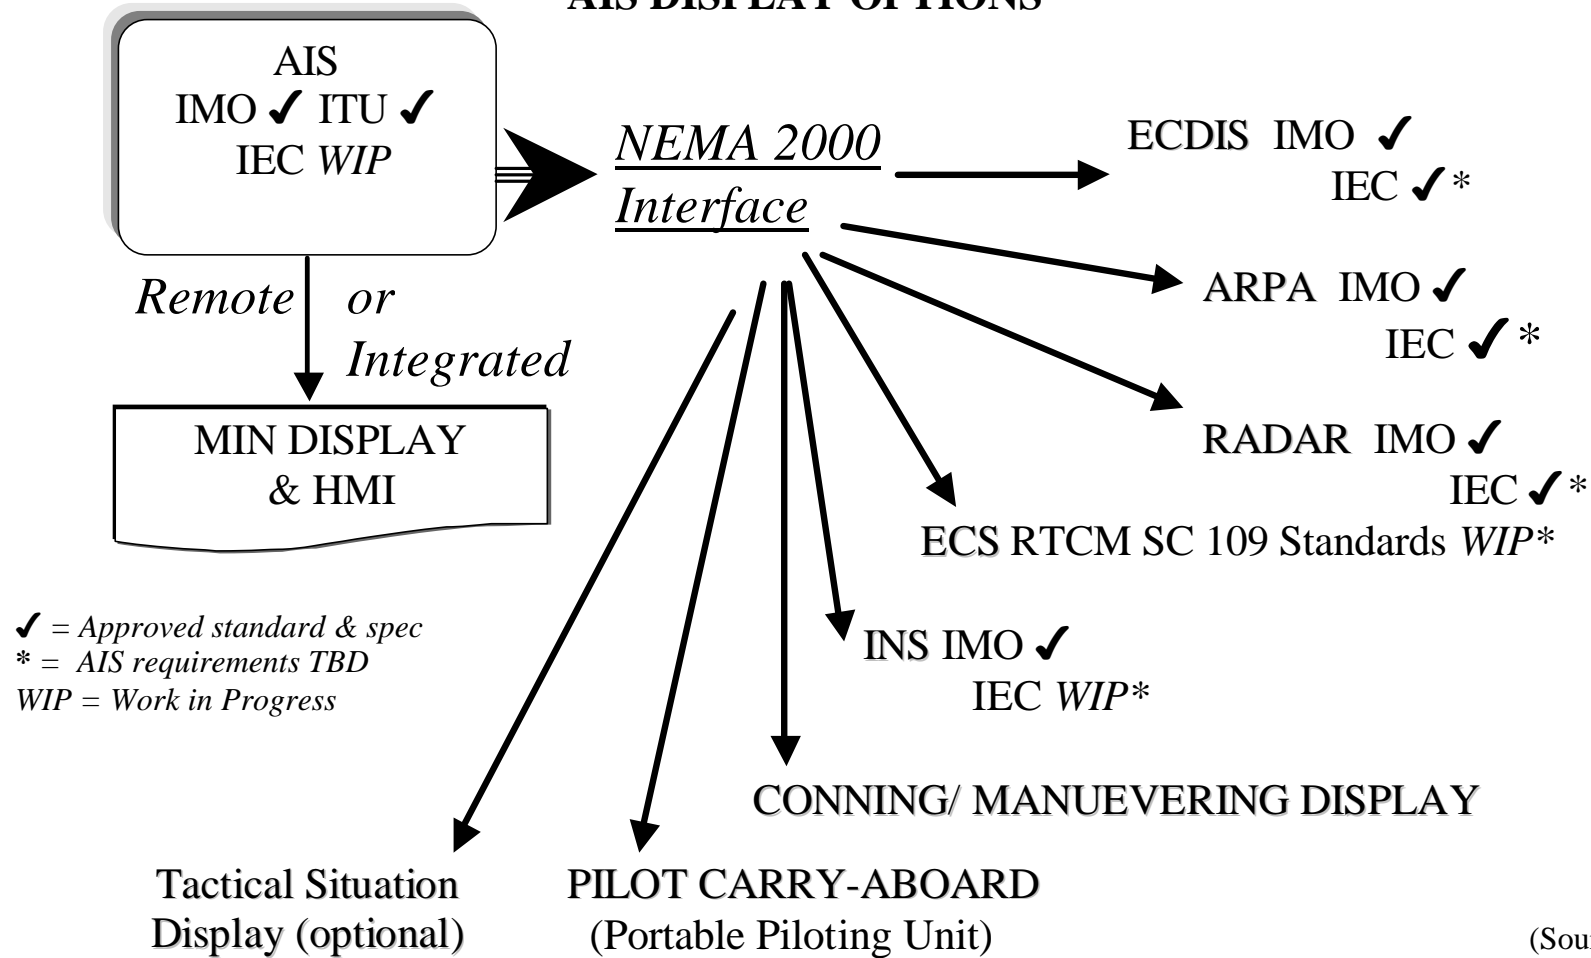 AIS DISPLAY OPTIONS
AIS
IMO ✓ ITU ✓
IEC WIP
NEMA 2000
Interface
ECDIS IMO ✓
IEC ✓*
Remote or
Integrated
ARPA IMO ✓
IEC ✓*
MIN DISPLAY
& HMI
RADAR IMO ✓
IEC ✓*
ECS RTCM SC 109 Standards WIP*
✓ = Approved standard & spec
* = AIS requirements TBD
WIP = Work in Progress
INS IMO ✓
IEC WIP*
CONNING/ MANUEVERING DISPLAY
Tactical Situation
Display (optional)
PILOT CARRY-ABOARD
(Portable Piloting Unit)